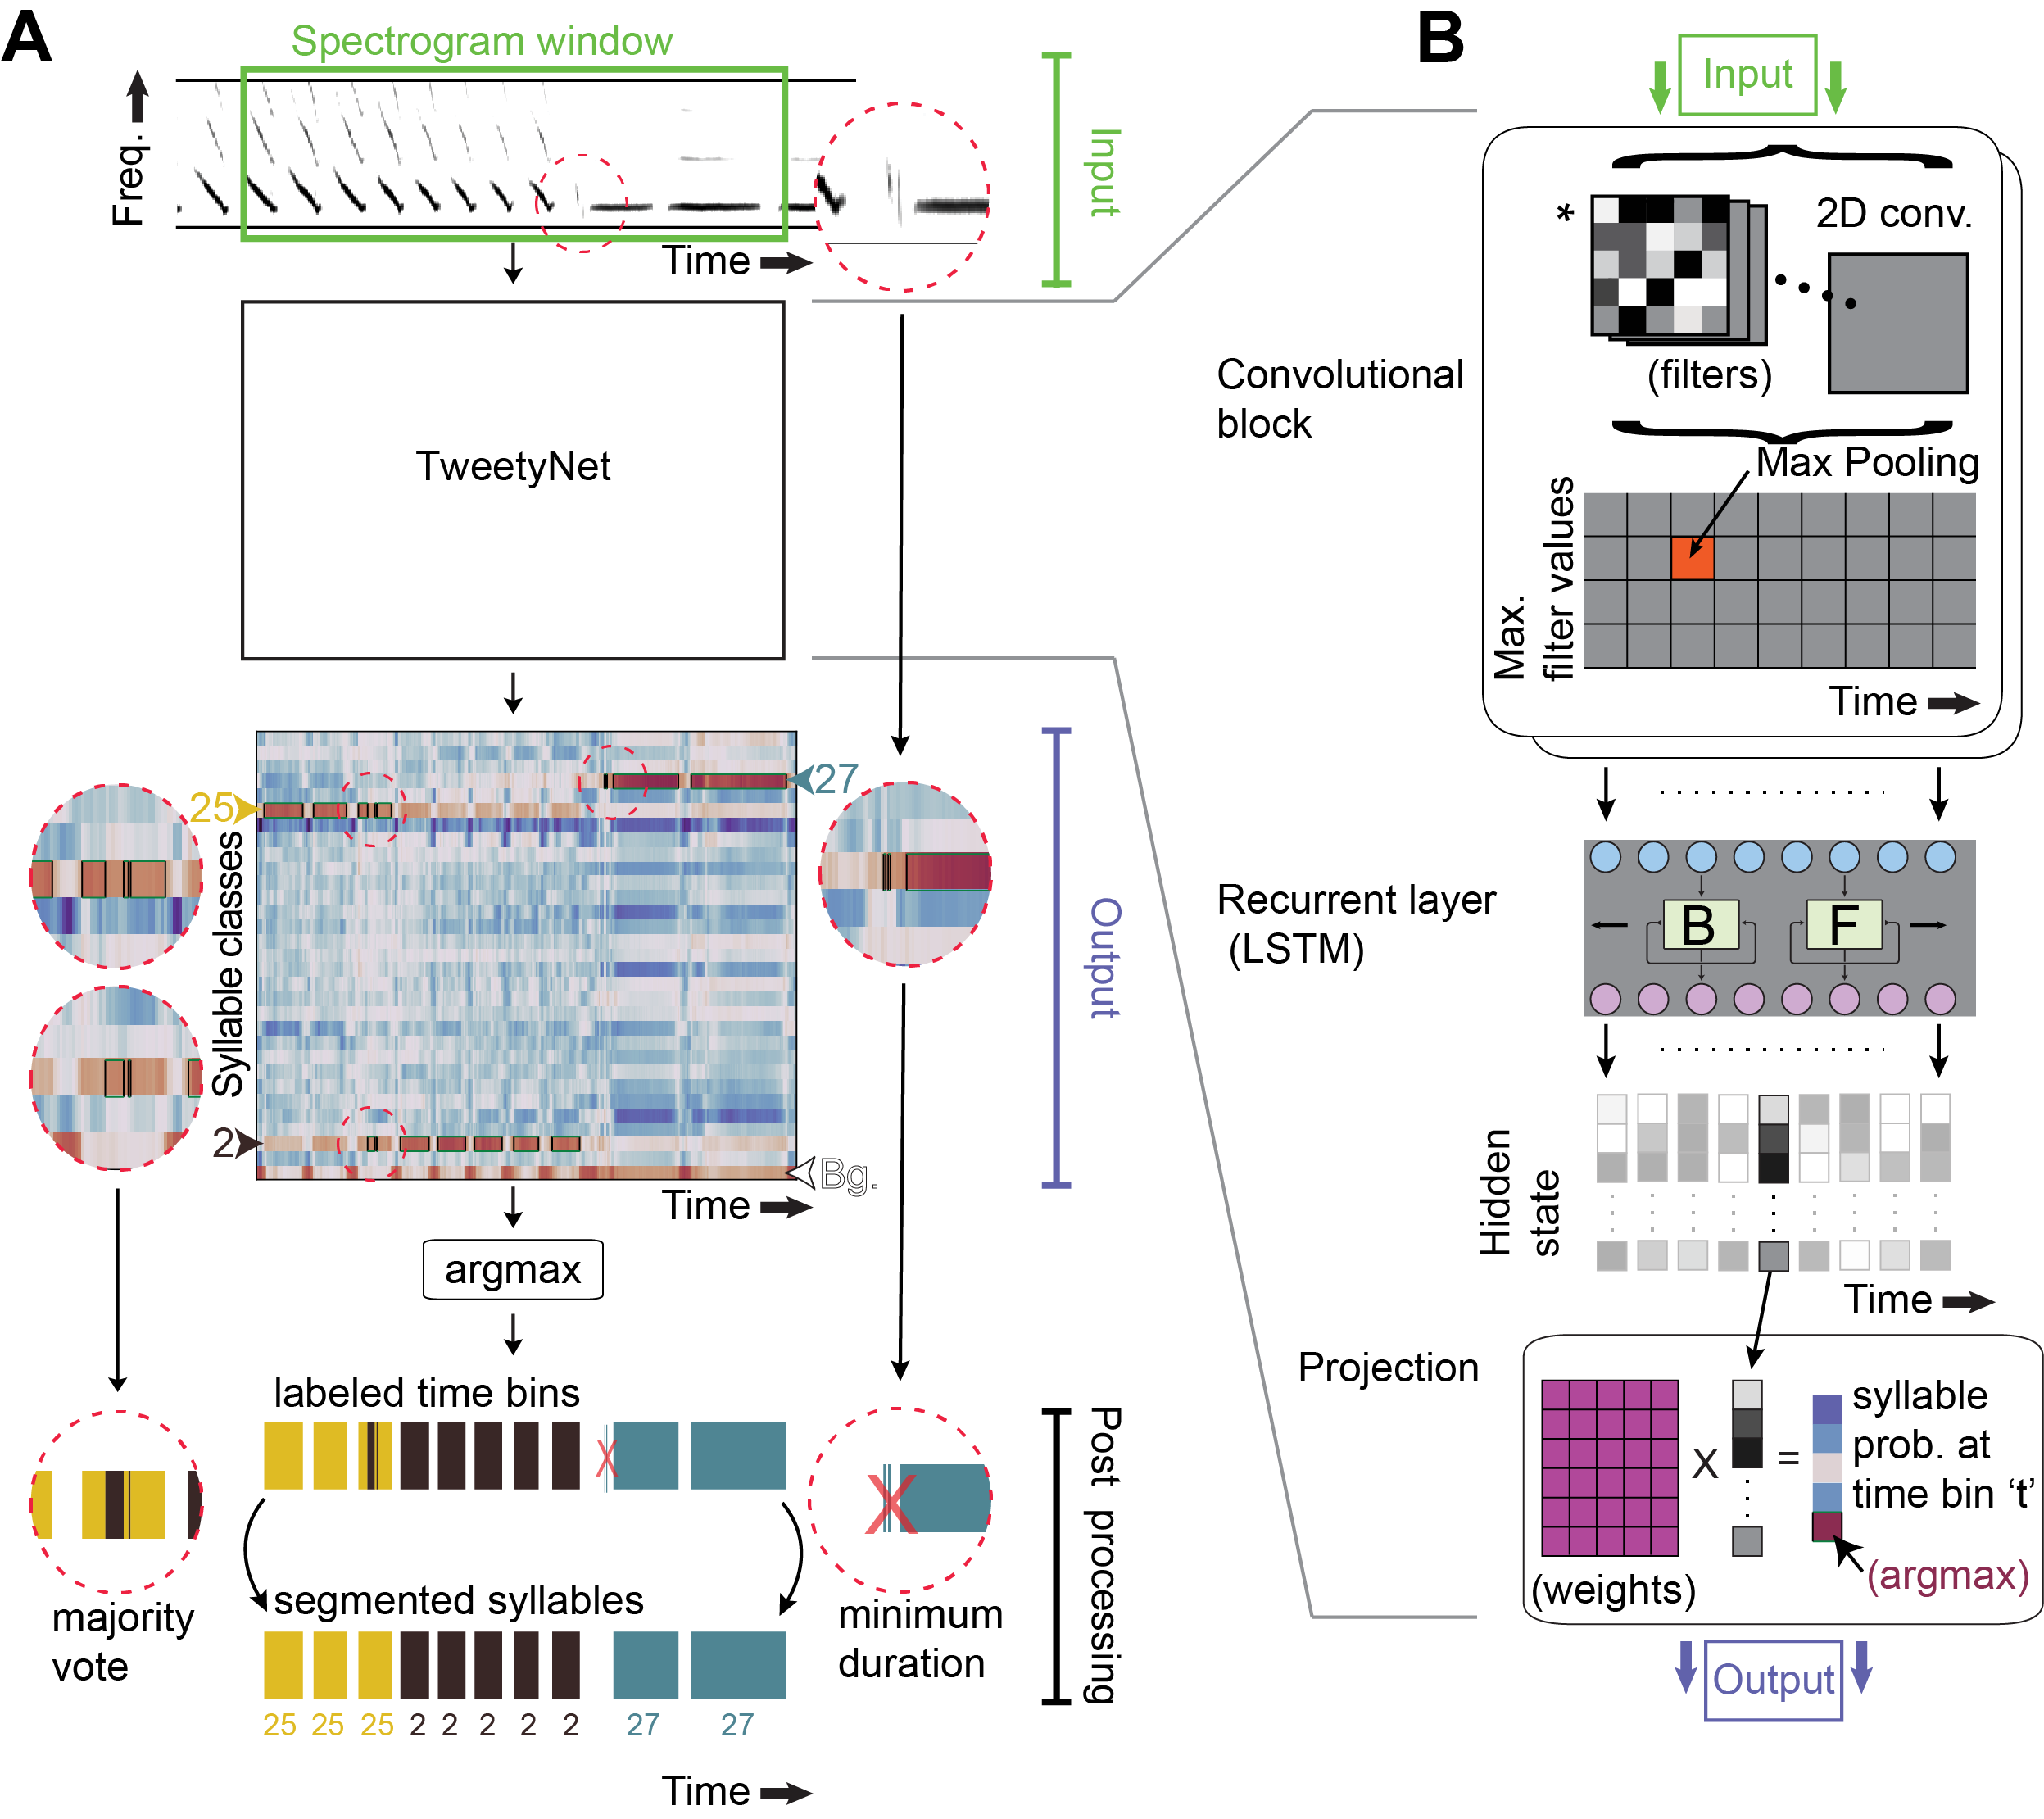 A
Spectrogram window
Freq.
Time
Input
TweetyNet
25
27
Syllable classes
2
Bg.
Time
Output
argmax
labeled time bins
X
X
segmented syllables
majority
vote
minimum
duration
25 25 25 2 2 2 2 2 27 27
Time
Post processing
B
Input
Convolutional
block
*
2D conv.
(filters)
Max Pooling
Max.
filter values
Time
Recurrent layer
(LSTM)
B
F
Hidden
state
Time
Projection
X
=
syllable
prob. at
time bin ‘t’
(weights)
(argmax)
Output